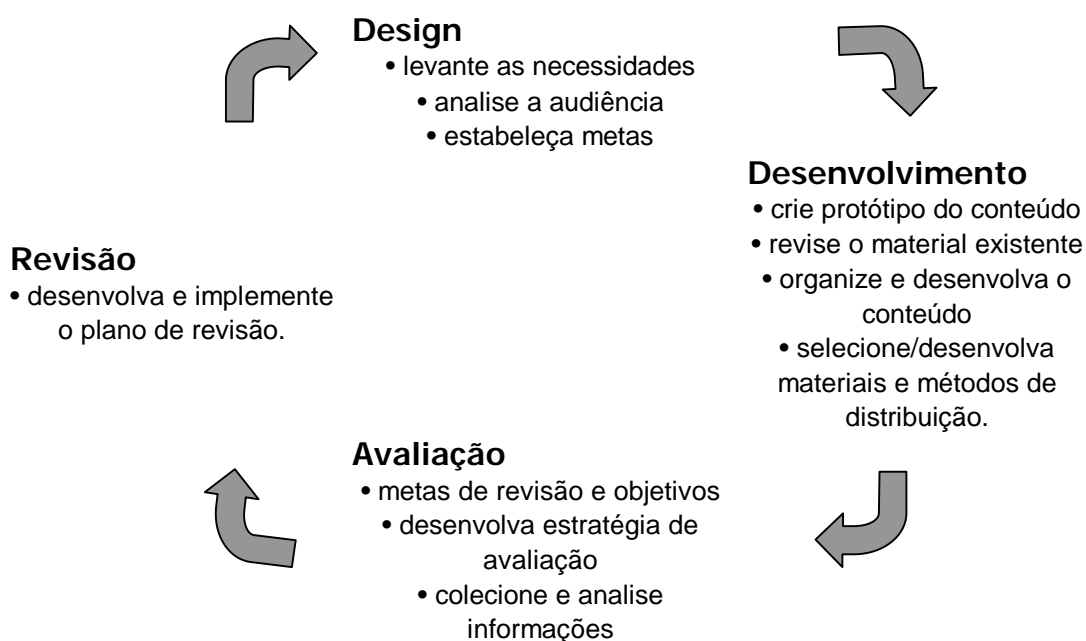 Design
• levante as necessidades
• analise a audiência
• estabeleça metas
Desenvolvimento
• crie protótipo do conteúdo
• revise o material existente
• organize e desenvolva o
conteúdo
• selecione/desenvolva
materiais e métodos de
distribuição.
Avaliação
• metas de revisão e objetivos
• desenvolva estratégia de
avaliação
• colecione e analise
informações
Revisão
• desenvolva e implemente
o plano de revisão.